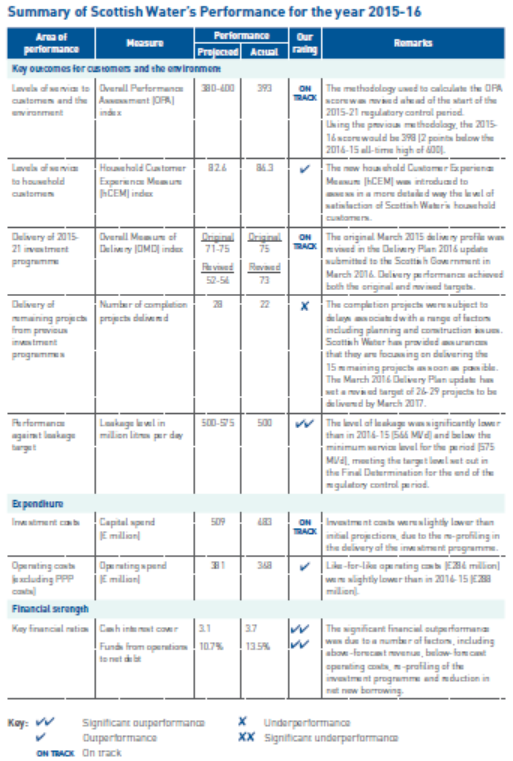 Summary of Scottish Water's Performance for the year 2015-16
Area of performance Measure Performance Our raving Remarks
Projected Actual
Key outcomes for customers and the environment
Levels of service to Overall Performance 380-400 393 ON The methodology used to calculate the OPA
customers and the Assessment (OPA) TRACK score was revised ahead of the start of the
environment index 2015-21 regulatory control period.
Using the previous methodology, the 2015-
16 score would be 398 (2 points below the
2014-15 all-time high of 400).
Levels of service Household Customer 82.6 84.3 ✓ The new household Customer Experience
to household Experience Measure Measure (hCEM) was introduced to
customers (hCEM) index assess in a more detailed way the level of
satisfaction of Scottish Water's household
customers.
Delivery of 2015- Overall Measure of Original Original ON The original March 2015 delivery profile was
21 investment Delivery (OMD) index 71-75 75 TRACK revised in the Delivery Plan 2016 update
programme Revised Revised submitted to the Scottish Government in
52-54 73 March 2016. Delivery performance achieved
both the original and revised targets.
Delivery of Number of completion 28 22 ✗ The completion projects were subject to
remaining projects projects delivered delays associated with a range of factors
from previous including planning and construction issues.
investment Scottish Water has provided assurances
programmes that they are focussing on delivering the
15 remaining projects as soon as possible.
The March 2016 Delivery Plan update has
set a revised target of 26-29 projects to be
delivered by March 2017.
Performance Leakage level in 500-575 500 ✓✓ The level of leakage was significantly lower
against leakage million litres per day than in 2014-15 (544 Ml/d) and below the
target minimum service level for the period (575
Ml/d), meeting the target level set out in
the Final Determination for the end of the
regulatory control period.
Expenditure
Investment costs Capital spend 509 483 ON Investment costs were slightly lower than
(£ million) TRACK initial projections, due to the re-profiling in
the delivery of the investment programme.
Operating costs Operating spend 381 368 ✓ Like-for-like operating costs (£284 million)
(excluding PPP (£ million) were slightly lower than in 2014-15 (£288
costs) million).
Financial strength
Key financial ratios Cash interest cover 3.1 3.7 ✓✓ The significant financial outperformance
Funds from operations 10.7% 13.5% ✓✓ was due to a number of factors, including
to net debt above-forecast revenue, below-forecast
operating costs, re-profiling of the
investment programme and reduction in
net new borrowing.
Key: ✓✓ Significant outperformance ✗ Underperformance
✓ Outperformance ✗✗ Significant underperformance
ON TRACK On track